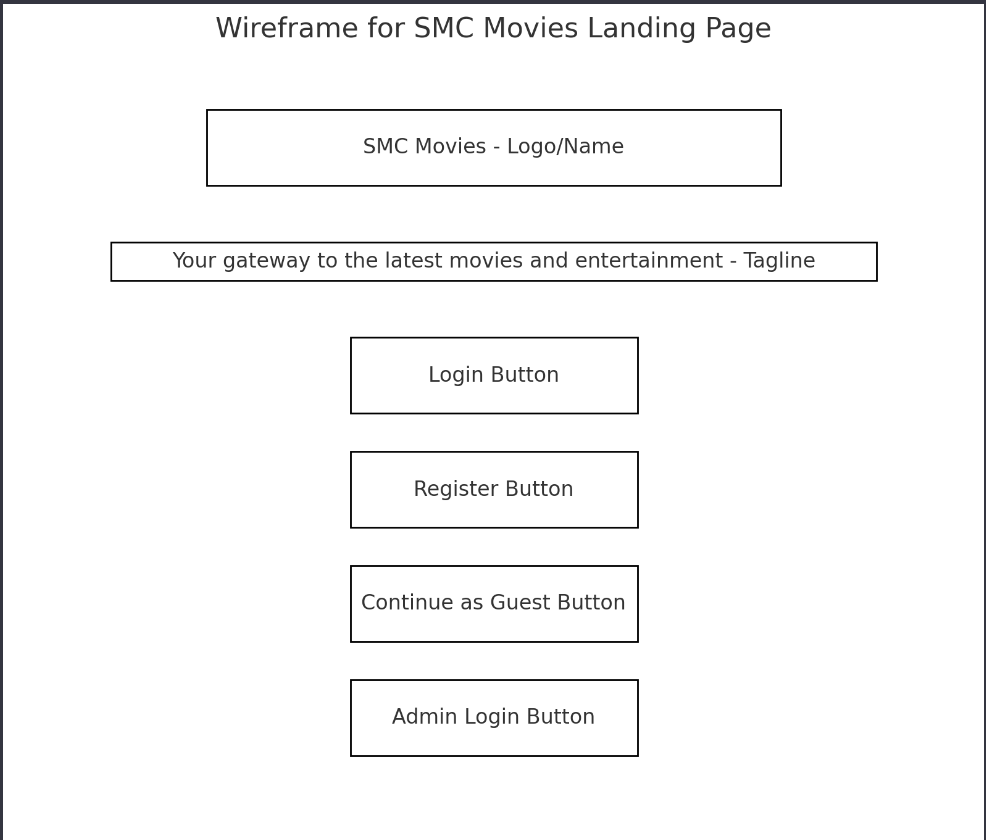 Wireframe for SMC Movies Landing Page
SMC Movies - Logo/Name
Your gateway to the latest movies and entertainment - Tagline
Login Button
Register Button
Continue as Guest Button
Admin Login Button